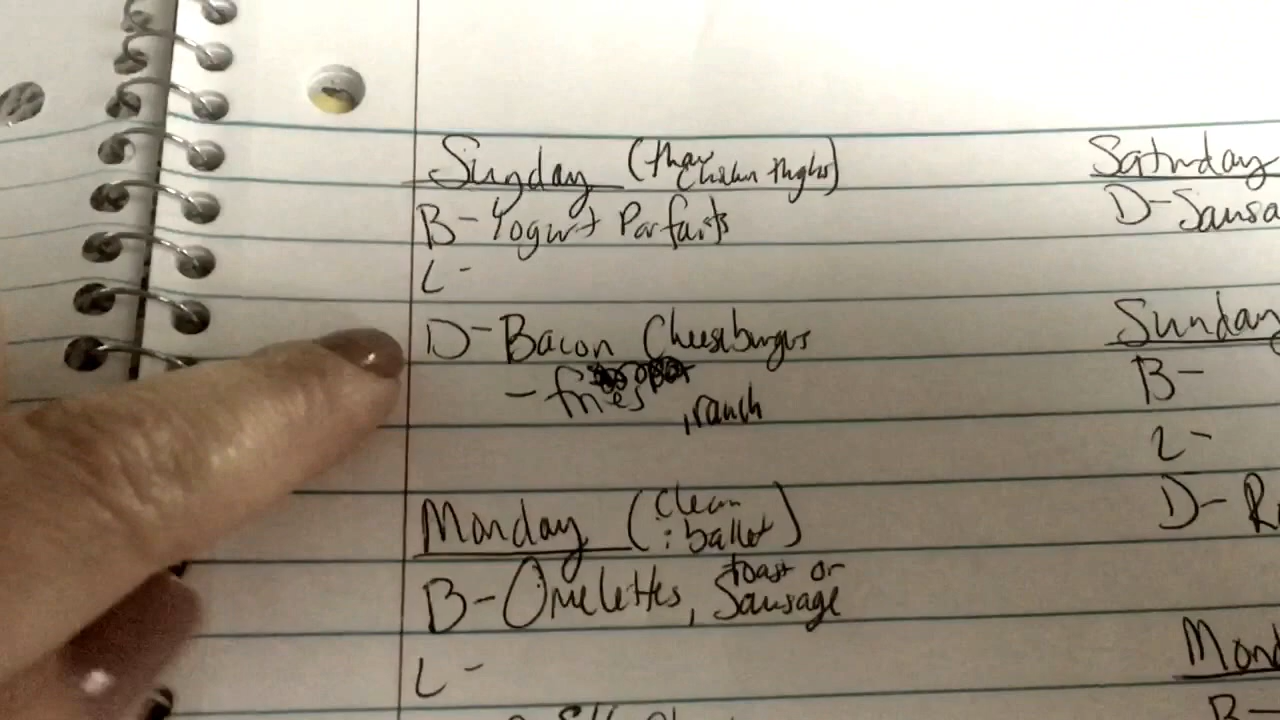 Sunday (thaw chicken thighs)
B-Yogurt Parfaits
L-
D-Bacon Cheeseburgers
- fries, ranch
Monday (clean : ballet)
B-Omelettes, toast or sausage
L-
Saturday
D-Sausa
Sunday
B-
L-
D-
Mond
B-